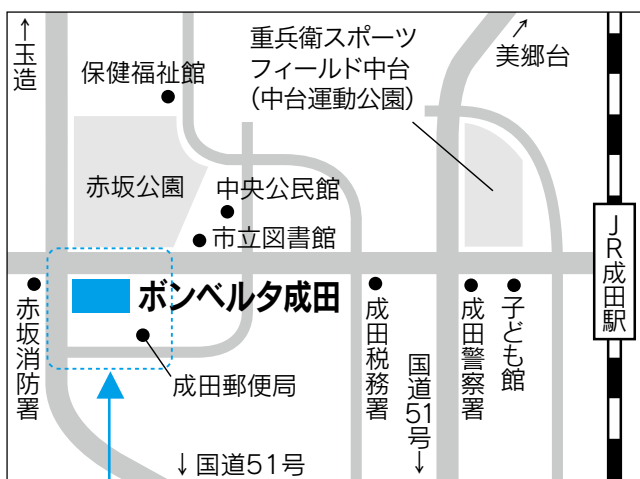 ↑玉造
保健福祉館
重兵衛スポーツ
フィールド中台
(中台運動公園)
↗
美郷台
赤坂公園
中央公民館
市立図書館
JR成田駅
赤坂消防署
ボンベルタ成田
成田郵便局
成田税務署
国道51号→
成田警察署
子ども館
↓国道51号